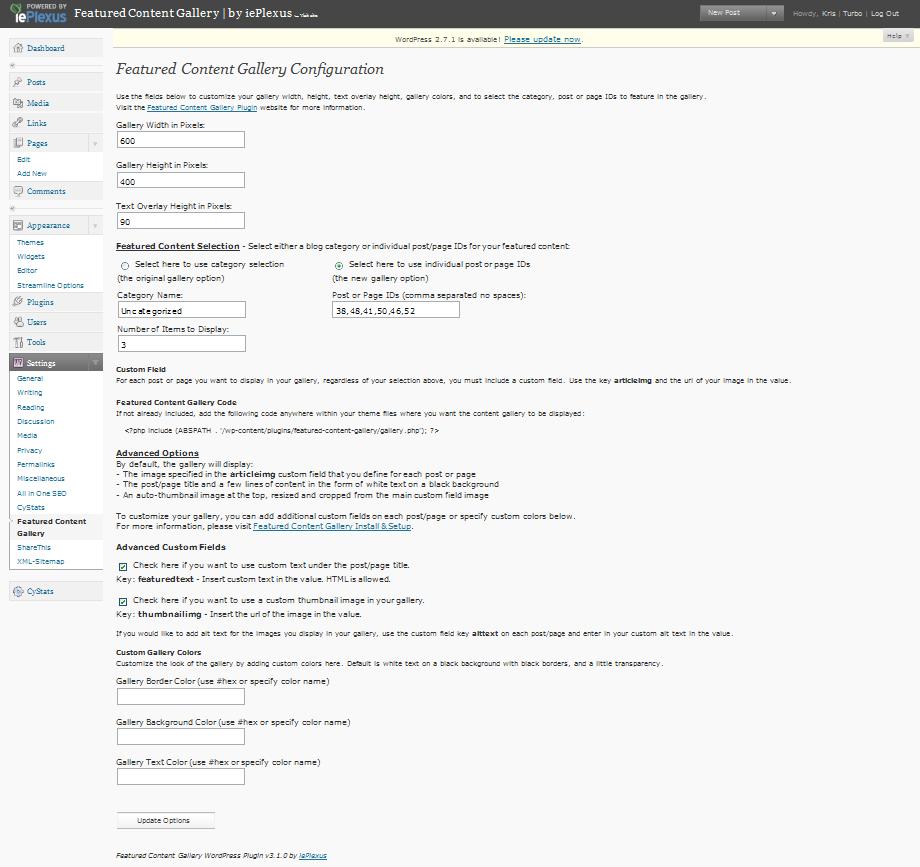 POWERED BY
iePlexus
Featured Content Gallery | by iePlexus
New Post
Howdy, Kris | Turbo | Log Out
WordPress 2.7.1 is available! Please update now.
Help
Dashboard
Posts
Media
Links
Pages
Edit
Add New
Comments
Appearance
Themes
Widgets
Editor
Streamline Options
Plugins
Users
Tools
Settings
General
Writing
Reading
Discussion
Media
Privacy
Permalinks
Miscellaneous
All in One SEO
CyStats
Featured Content
Gallery
ShareThis
XML-Sitemap
CyStats
Featured Content Gallery Configuration
Use the fields below to customize your gallery width, height, text overlay height, gallery colors, and to select the category, post or page IDs to feature in the gallery.
Visit the Featured Content Gallery Plugin website for more information.
Gallery Width in Pixels:
600
Gallery Height in Pixels:
400
Text Overlay Height in Pixels:
90
Featured Content Selection - Select either a blog category or individual post/page IDs for your featured content:
Select here to use category selection
(the original gallery option)
Category Name:
Uncategorized
Number of Items to Display:
3
Select here to use individual post or page IDs
(the new gallery option)
Post or Page IDs (comma separated no spaces):
38,48,41,50,46,52
Custom Field
For each post or page you want to display in your gallery, regardless of your selection above, you must include a custom field. Use the key articleimg and the url of your image in the value.
Featured Content Gallery Code
If not already included, add the following code anywhere within your theme files where you want the content gallery to be displayed:
<?php include (ABSPATH . '/wp-content/plugins/featured-content-gallery/gallery.php'); ?>
Advanced Options
By default, the gallery will display:
- The image specified in the articleimg custom field that you define for each post or page
- The post/page title and a few lines of content in the form of white text on a black background
- An auto-thumbnail image at the top, resized and cropped from the main custom field image
To customize your gallery, you can add additional custom fields on each post/page or specify custom colors below.
For more information, please visit Featured Content Gallery Install & Setup.
Advanced Custom Fields
Check here if you want to use custom text under the post/page title.
Key: featuredtext - Insert custom text in the value. HTML is allowed.
Check here if you want to use a custom thumbnail image in your gallery.
Key: thumbnailimg - Insert the url of the image in the value.
If you would like to add alt text for the images you display in your gallery, use the custom field key alttext on each post/page and enter in your custom alt text in the value.
Custom Gallery Colors
Customize the look of the gallery by adding custom colors here. Default is white text on a black background with black borders, and a little transparency.
Gallery Border Color (use #hex or specify color name)
Gallery Background Color (use #hex or specify color name)
Gallery Text Color (use #hex or specify color name)
Update Options
Featured Content Gallery WordPress Plugin v3.1.0 by iePlexus